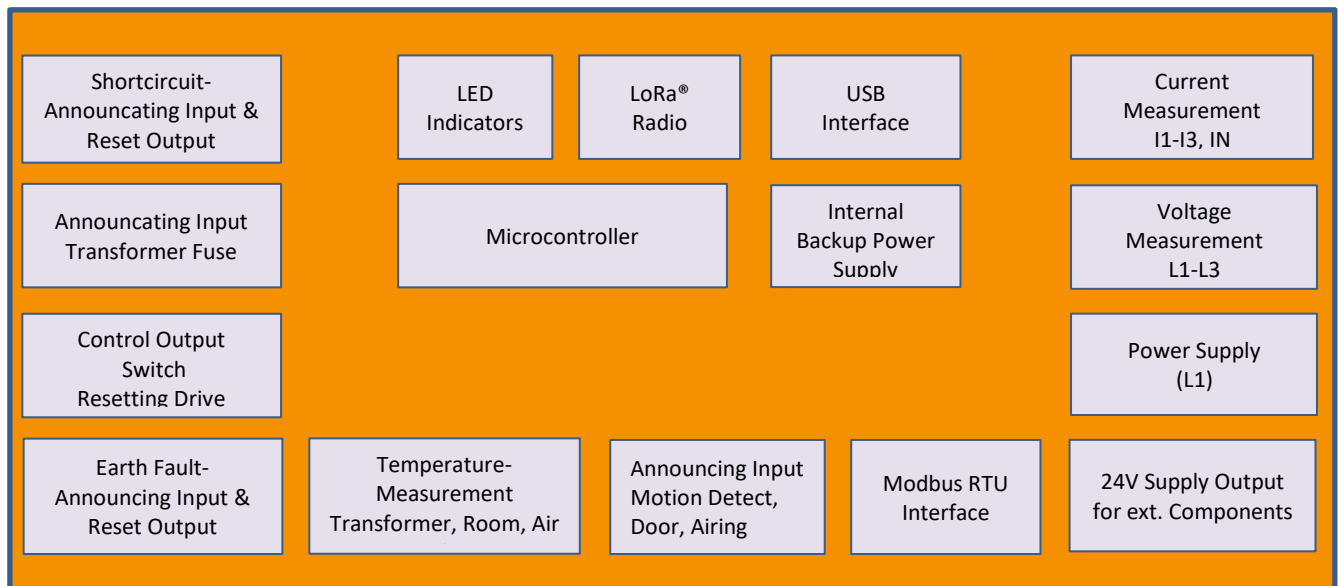 Shortcircuit-
Announcating Input &
Reset Output
LED
Indicators
LoRa®
Radio
USB
Interface
Current
Measurement
I1-I3, IN
Announcating Input
Transformer Fuse
Microcontroller
Internal
Backup Power
Supply
Voltage
Measurement
L1-L3
Control Output
Switch
Resetting Drive
Power Supply
(L1)
Earth Fault-
Announcing Input &
Reset Output
Temperature-
Measurement
Transformer, Room, Air
Announcing Input
Motion Detect,
Door, Airing
Modbus RTU
Interface
24V Supply Output
for ext. Components